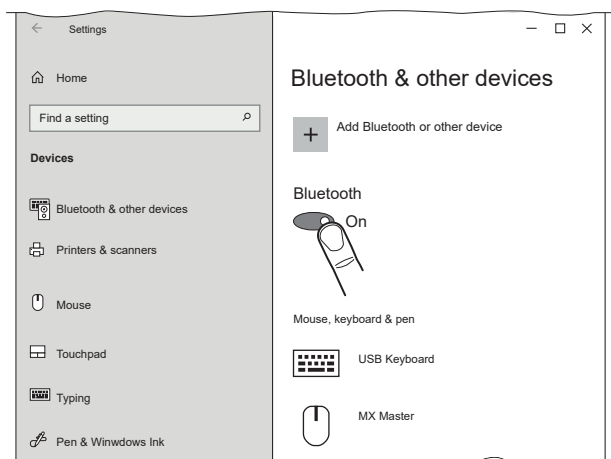 Settings
Home
Find a setting
Devices
Bluetooth & other devices
Printers & scanners
Mouse
Touchpad
Typing
Pen & Winwdows Ink
Bluetooth & other devices
Add Bluetooth or other device
Bluetooth
On
Mouse, keyboard & pen
USB Keyboard
MX Master